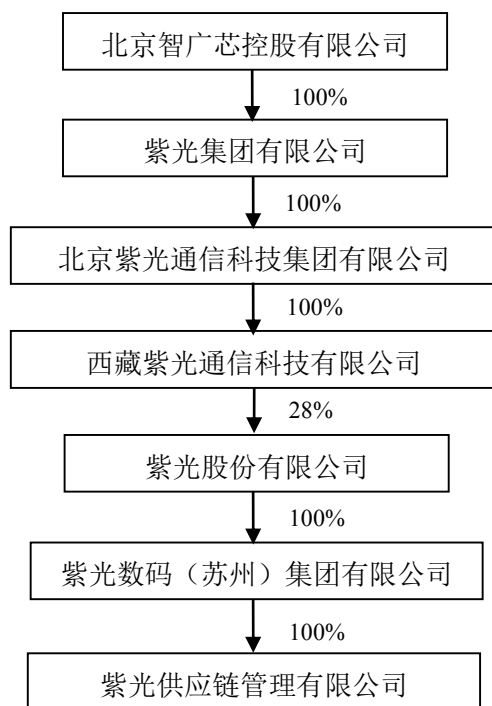 北京智广芯控股有限公司
100%
紫光集团有限公司
100%
北京紫光通信科技集团有限公司
100%
西藏紫光通信科技有限公司
28%
紫光股份有限公司
100%
紫光数码（苏州）集团有限公司
100%
紫光供应链管理有限公司